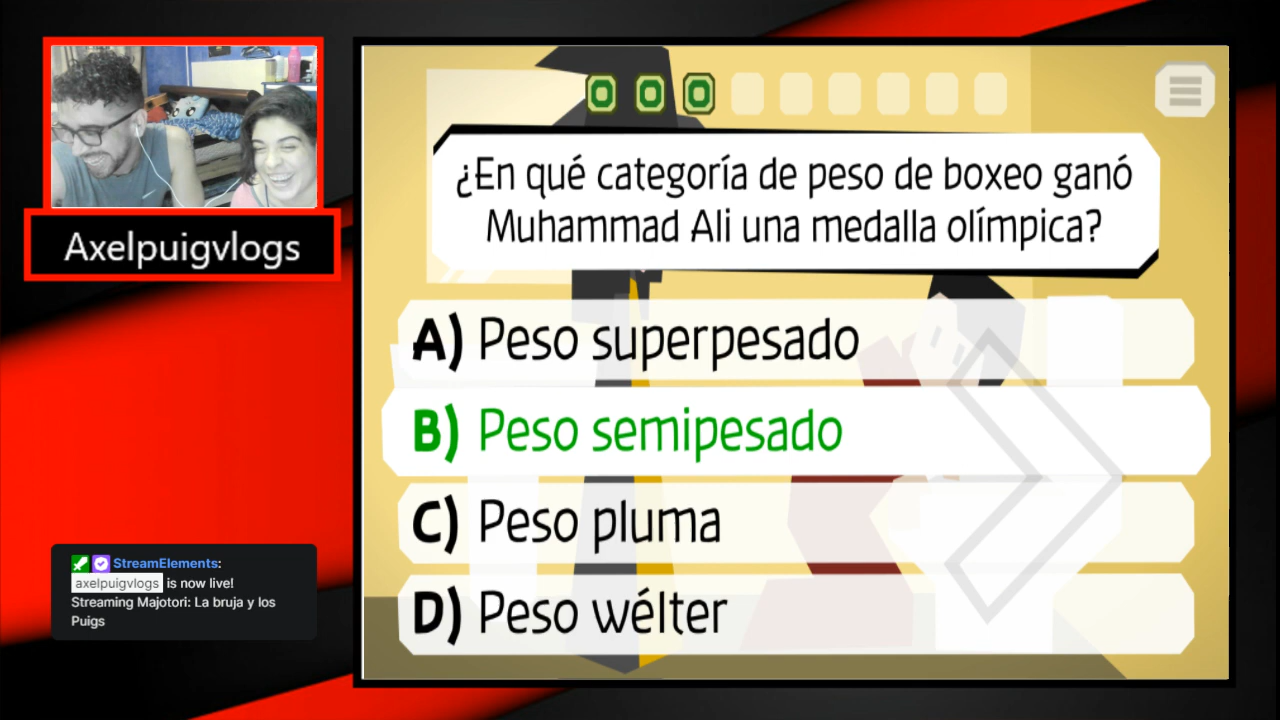 Axelpuigvlogs
StreamElements:
axelpuigvlogs is now live!
Streaming Majotori: La bruja y los
Puigs
¿En qué categoría de peso de boxeo ganó
Muhammad Ali una medalla olímpica?
A) Peso superpesado
B) Peso semipesado
C) Peso pluma
D) Peso wélter